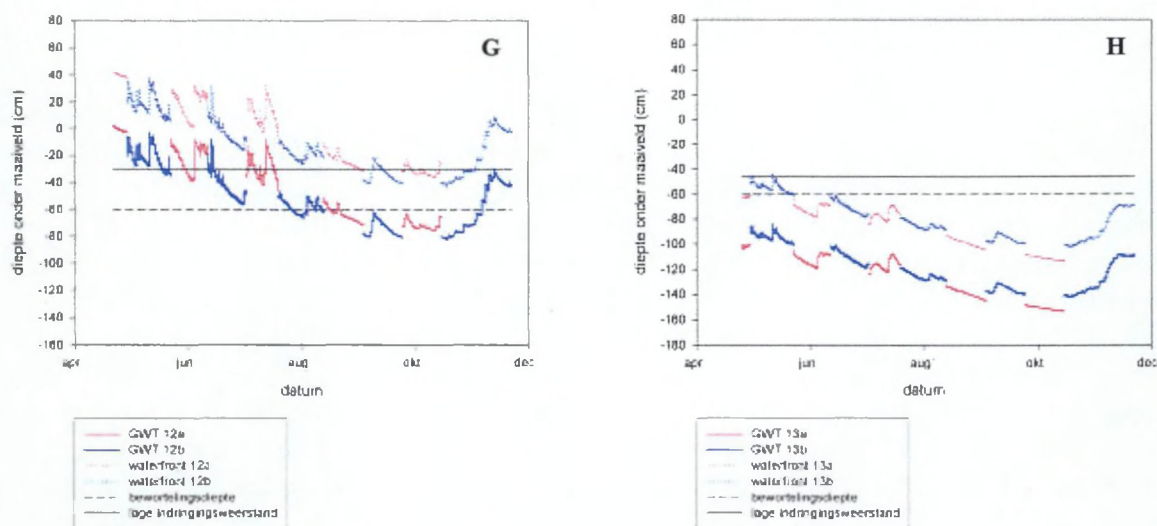 G
diepte onder maaiveld (cm)
80
60
40
20
0
-20
-40
-60
-80
-100
-120
-140
-160
apr
jun
aug
okt
dec
datum
GWT 12a
GWT 12b
waterfront 12a
waterfront 12b
bewortelingsdiepte
lage indringingsweerstand
H
diepte onder maaiveld (cm)
80
60
40
20
0
-20
-40
-60
-80
-100
-120
-140
-160
-180
apr
jun
aug
okt
dec
datum
GWT 13a
GWT 13b
waterfront 13a
waterfront 13b
bewortelingsdiepte
lage indringingsweerstand